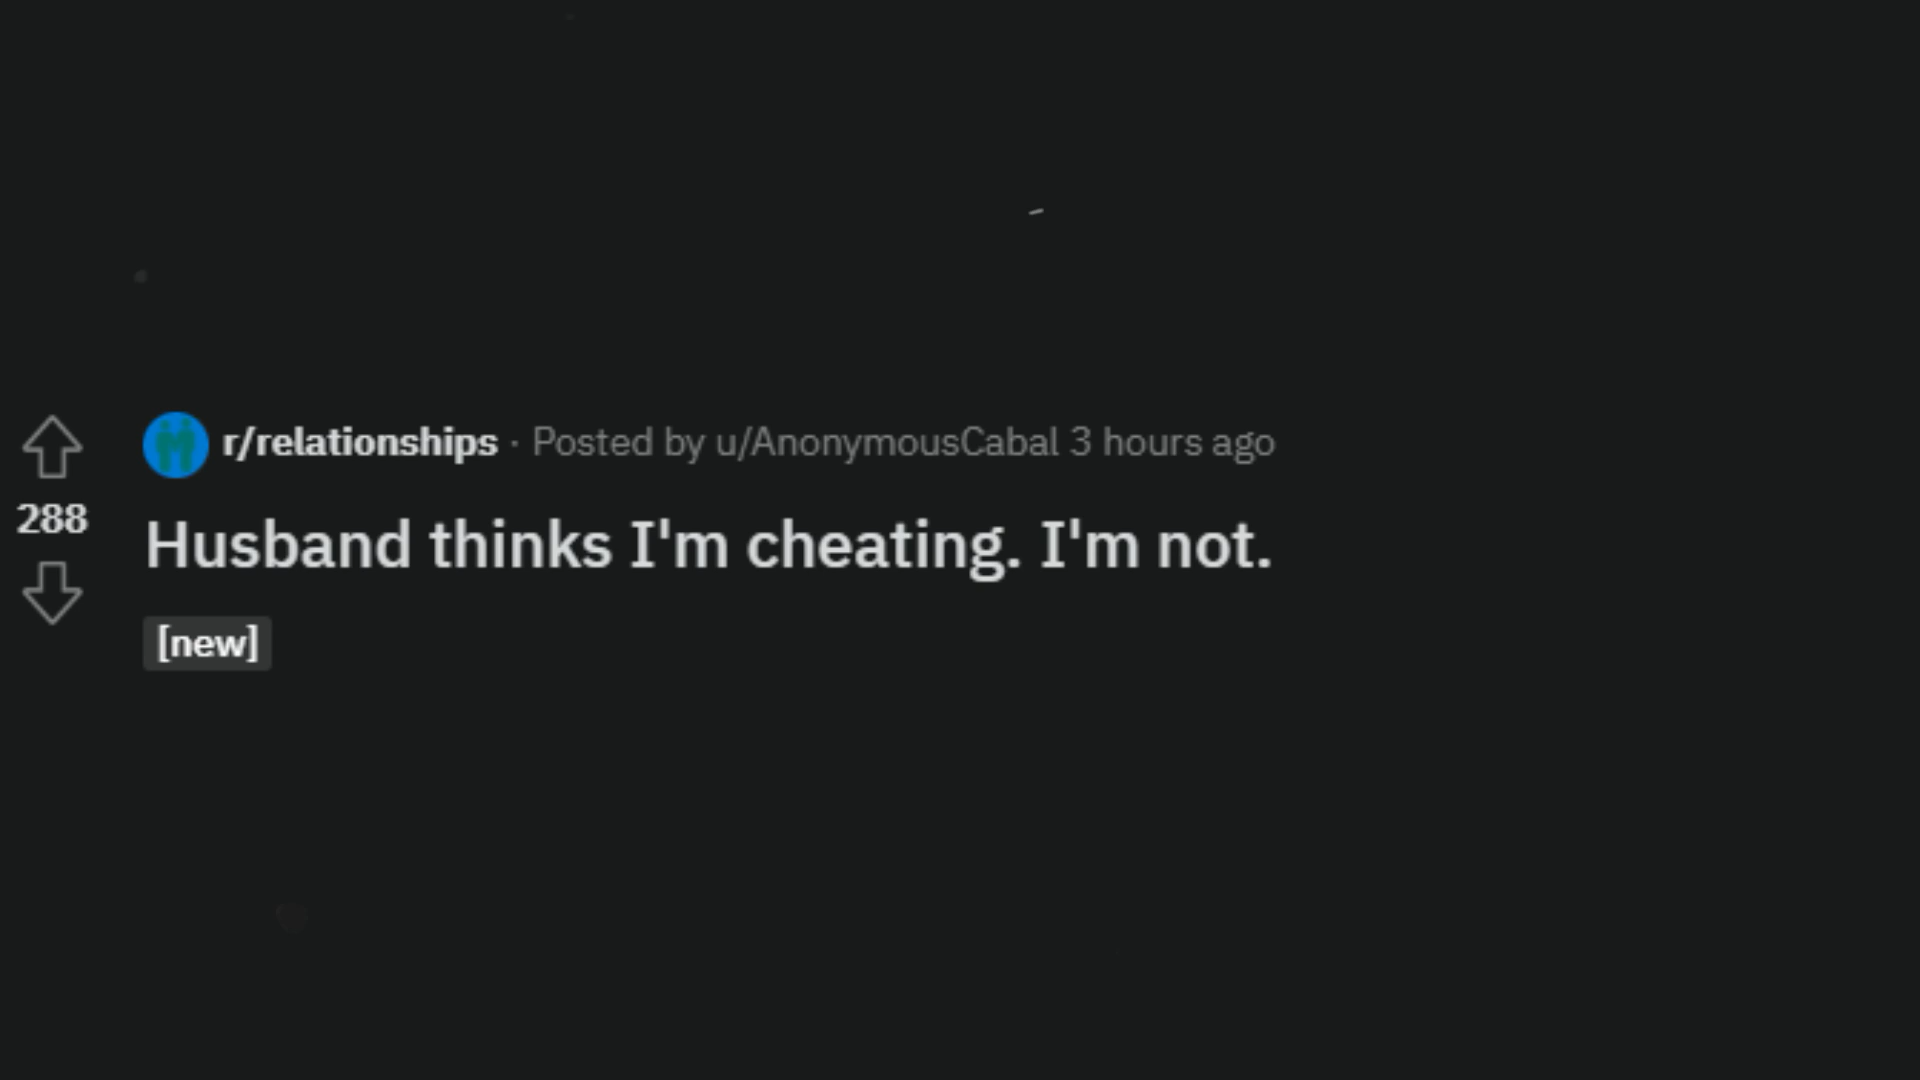 r/relationships · Posted by u/AnonymousCabal 3 hours ago
288
Husband thinks I'm cheating. I'm not.
[new]